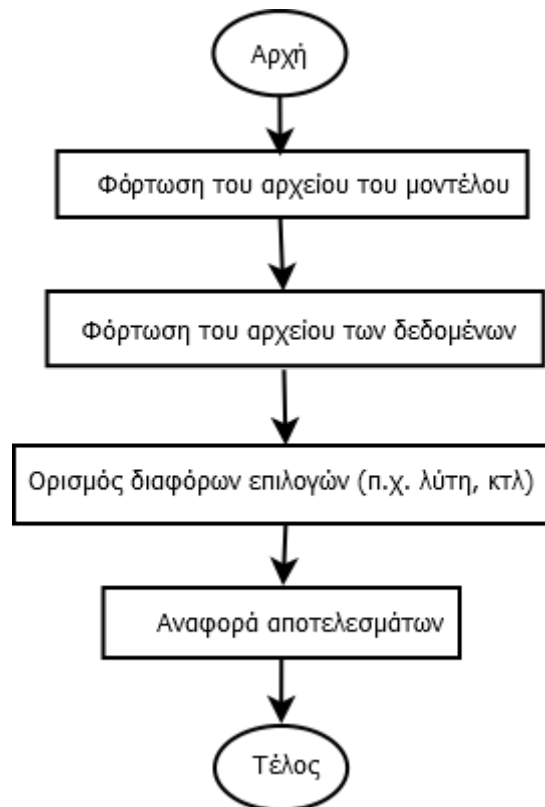 Αρχή
Φόρτωση του αρχείου του μοντέλου
Φόρτωση του αρχείου των δεδομένων
Ορισμός διαφόρων επιλογών (π.χ. λύτη, κτλ)
Αναφορά αποτελεσμάτων
Τέλος